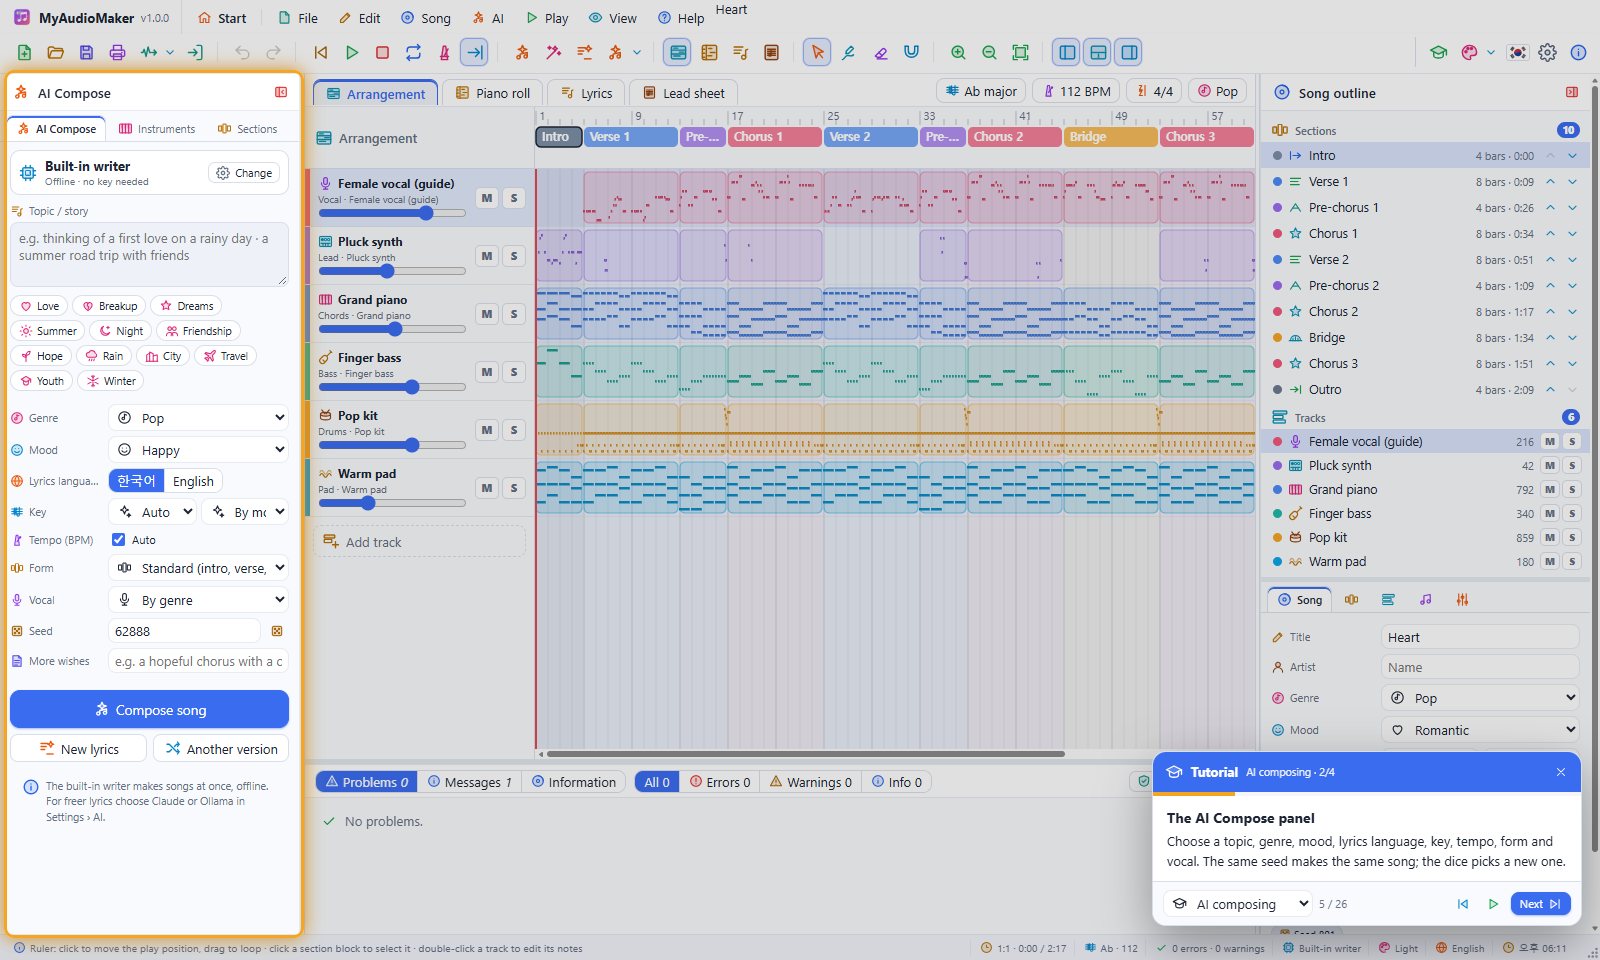 MyAudioMaker v1.0.0
Start
File
Edit
Song
AI
Play
View
Help
Heart
AI Compose
AI Compose
Instruments
Sections
Built-in writer
Offline · no key needed
Change
Topic / story
e.g. thinking of a first love on a rainy day · a
summer road trip with friends
Love
Breakup
Dreams
Summer
Night
Friendship
Hope
Rain
City
Travel
Youth
Winter
Genre
Pop
Mood
Happy
Lyrics langua...
한국어
English
Key
Auto
By mo
Tempo (BPM)
Auto
Form
Standard (intro, verse,
Vocal
By genre
Seed
62888
More wishes
e.g. a hopeful chorus with a c
Compose song
New lyrics
Another version
The built-in writer makes songs at once, offline.
For freer lyrics choose Claude or Ollama in
Settings › AI.
Arrangement
Piano roll
Lyrics
Lead sheet
Ab major
112 BPM
4/4
Pop
Arrangement
1
9
17
25
33
41
49
57
Intro
Verse 1
Pre-...
Chorus 1
Verse 2
Pre-...
Chorus 2
Bridge
Chorus 3
Female vocal (guide)
Vocal · Female vocal (guide)
M
S
Pluck synth
Lead · Pluck synth
M
S
Grand piano
Chords · Grand piano
M
S
Finger bass
Bass · Finger bass
M
S
Pop kit
Drums · Pop kit
M
S
Warm pad
Pad · Warm pad
M
S
Add track
Problems 0
Messages 1
Information
All 0
Errors 0
Warnings 0
Info 0
No problems.
Song outline
Sections
10
Intro
4 bars · 0:00
Verse 1
8 bars · 0:09
Pre-chorus 1
4 bars · 0:26
Chorus 1
8 bars · 0:34
Verse 2
8 bars · 0:51
Pre-chorus 2
4 bars · 1:09
Chorus 2
8 bars · 1:17
Bridge
8 bars · 1:34
Chorus 3
8 bars · 1:51
Outro
4 bars · 2:09
Tracks
6
Female vocal (guide)
216
M
S
Pluck synth
42
M
S
Grand piano
792
M
S
Finger bass
340
M
S
Pop kit
859
M
S
Warm pad
180
M
S
Song
Title
Heart
Artist
Name
Genre
Pop
Mood
Romantic
Tutorial AI composing · 2/4
The AI Compose panel
Choose a topic, genre, mood, lyrics language, key, tempo, form and
vocal. The same seed makes the same song; the dice picks a new one.
AI composing
5 / 26
Next
Ruler: click to move the play position, drag to loop · click a section block to select it · double-click a track to edit its notes
1:1 · 0:00 / 2:17
Ab · 112
0 errors · 0 warnings
Built-in writer
Light
English
오후 06:11